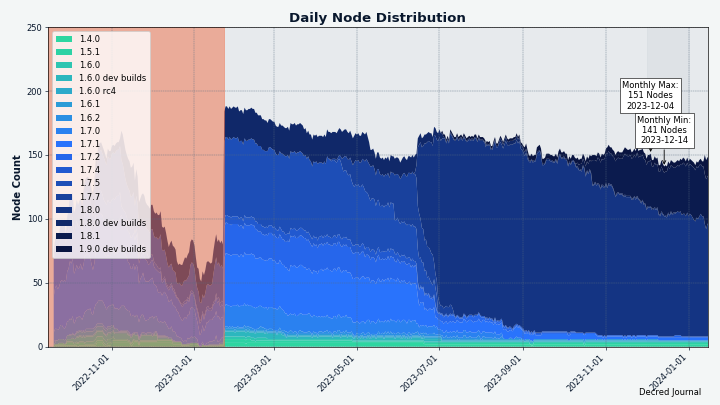 Daily Node Distribution
250
200
150
100
50
0
Node Count
1.4.0
1.5.1
1.6.0
1.6.0 dev builds
1.6.0 rc4
1.6.1
1.6.2
1.7.0
1.7.1
1.7.2
1.7.4
1.7.5
1.7.7
1.8.0
1.8.0 dev builds
1.8.1
1.9.0 dev builds
Monthly Max:
151 Nodes
2023-12-04
Monthly Min:
141 Nodes
2023-12-14
2022-11-01
2023-01-01
2023-03-01
2023-05-01
2023-07-01
2023-09-01
2023-11-01
2024-01-01
Decred Journal